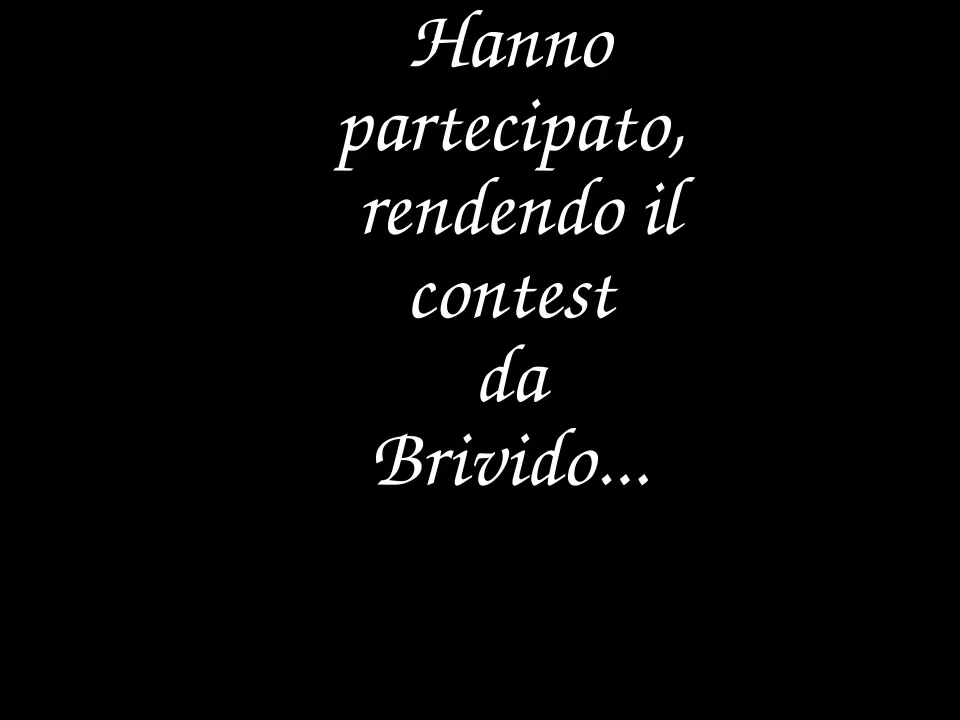 Hanno
partecipato,
rendendo il
contest
da
Brivido...